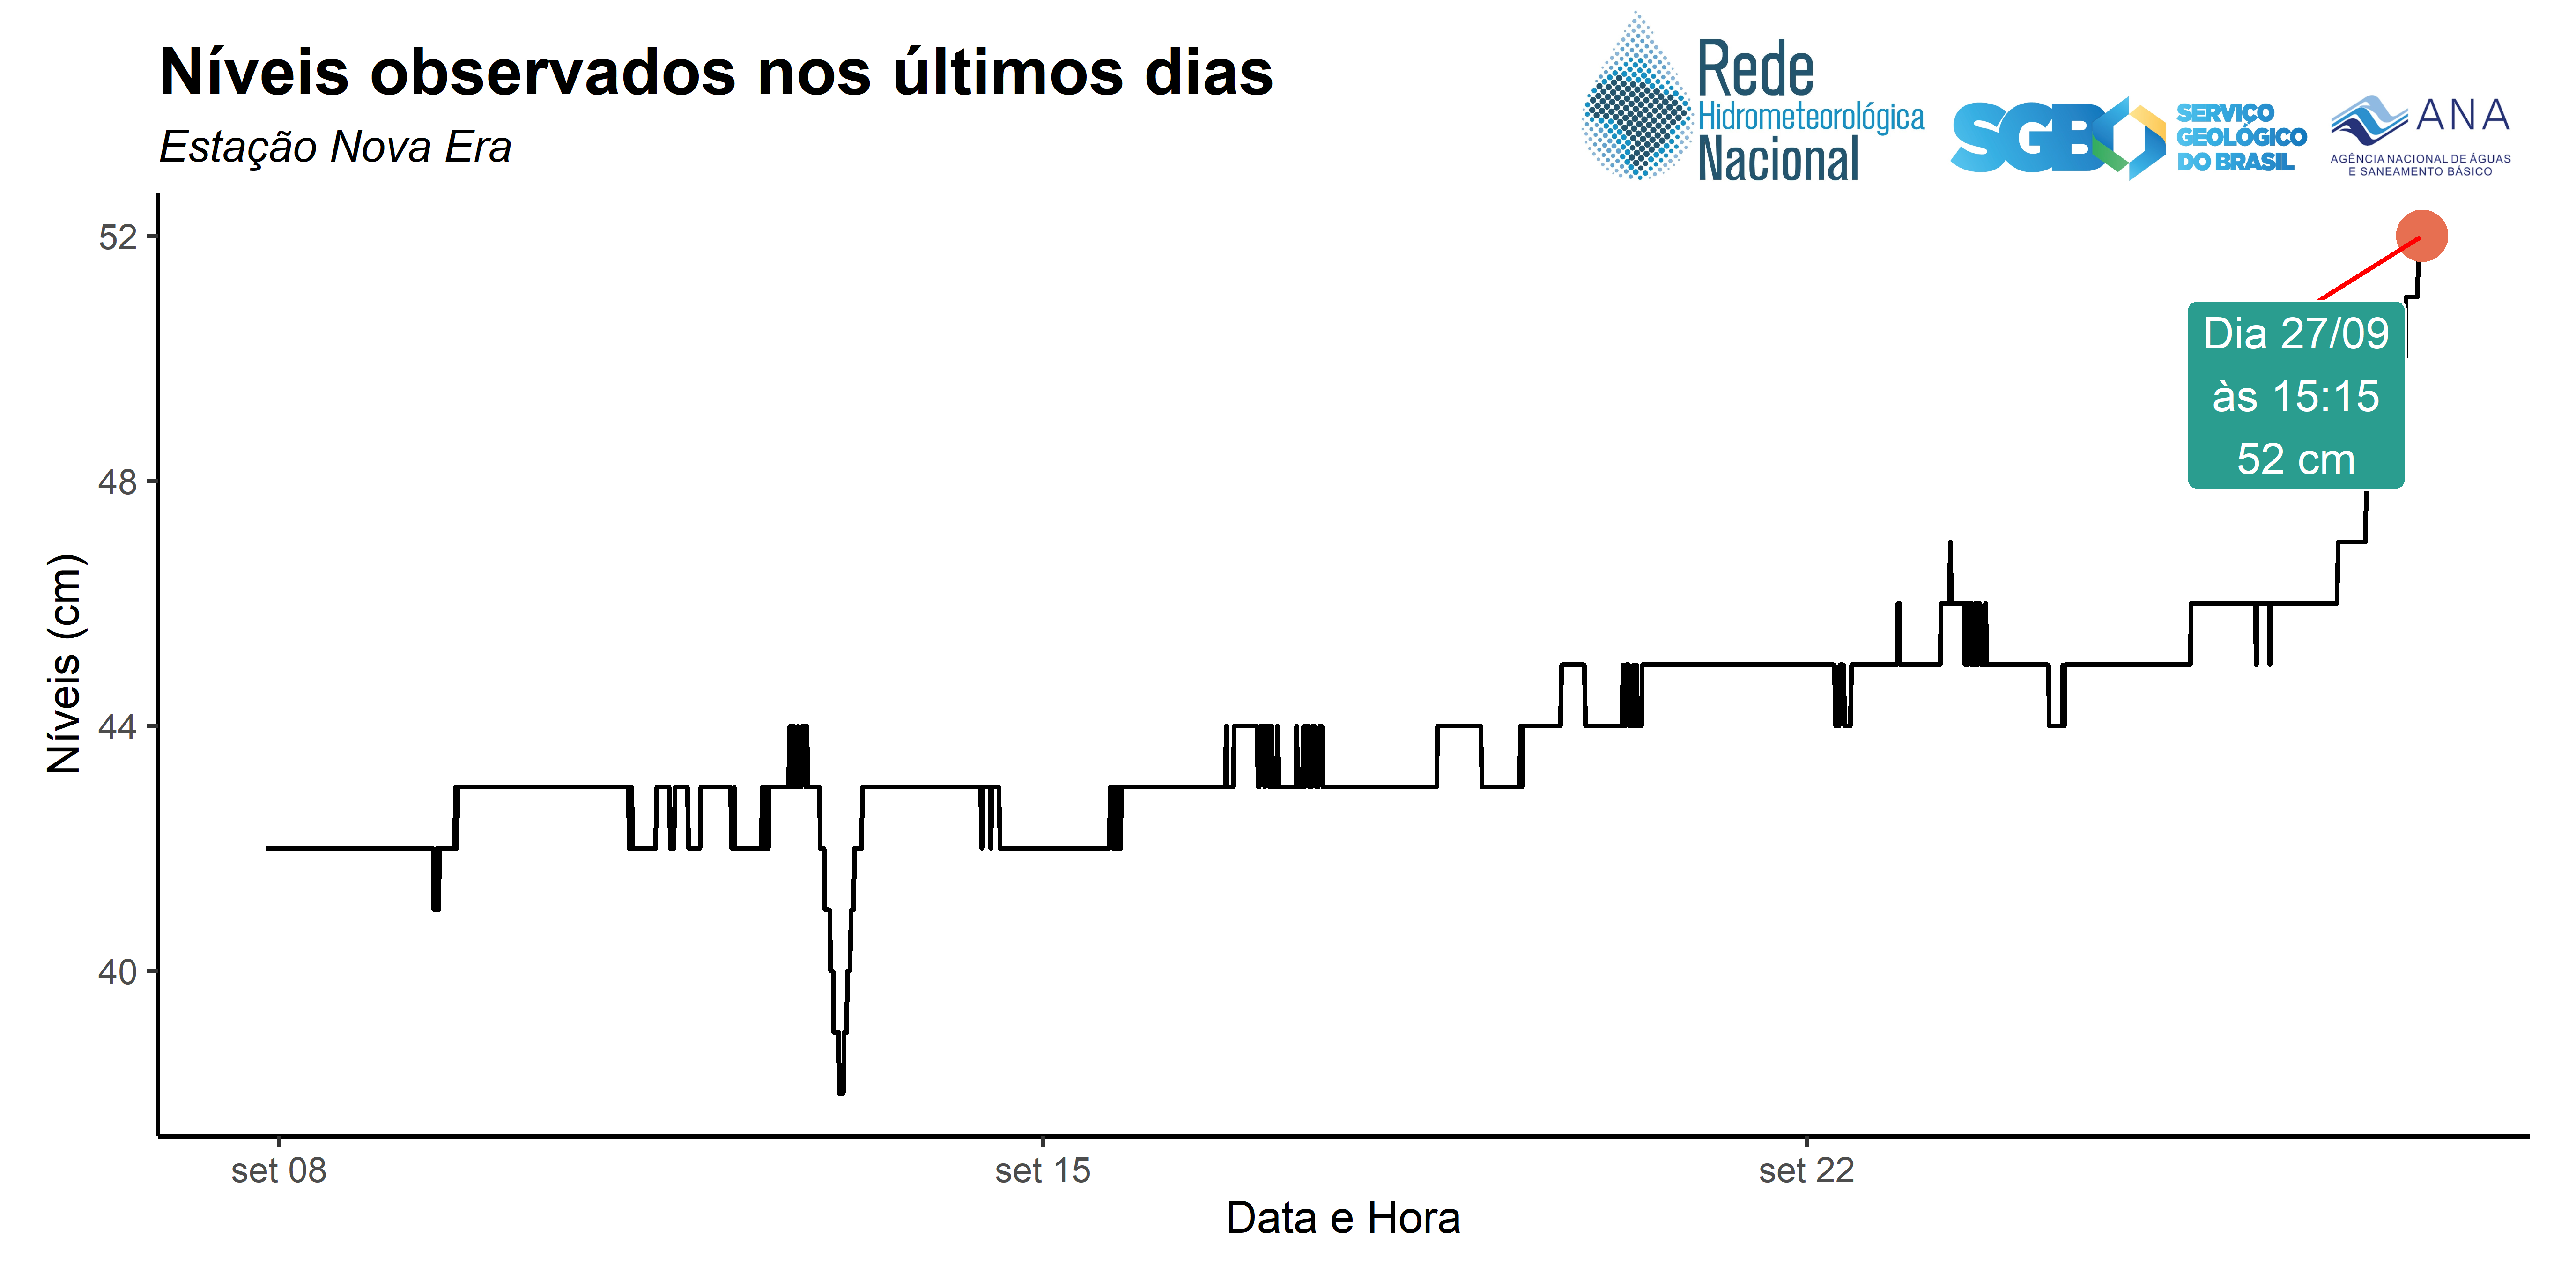 Níveis observados nos últimos dias
Estação Nova Era
Rede
Hidrometeorológica
Nacional
SGB
SERVIÇO
GEOLÓGICO
DO BRASIL
ANA
AGÊNCIA NACIONAL DE ÁGUAS
E SANEAMENTO BÁSICO
52
48
44
40
Níveis (cm)
Dia 27/09
às 15:15
52 cm
set 08
set 15
set 22
Data e Hora